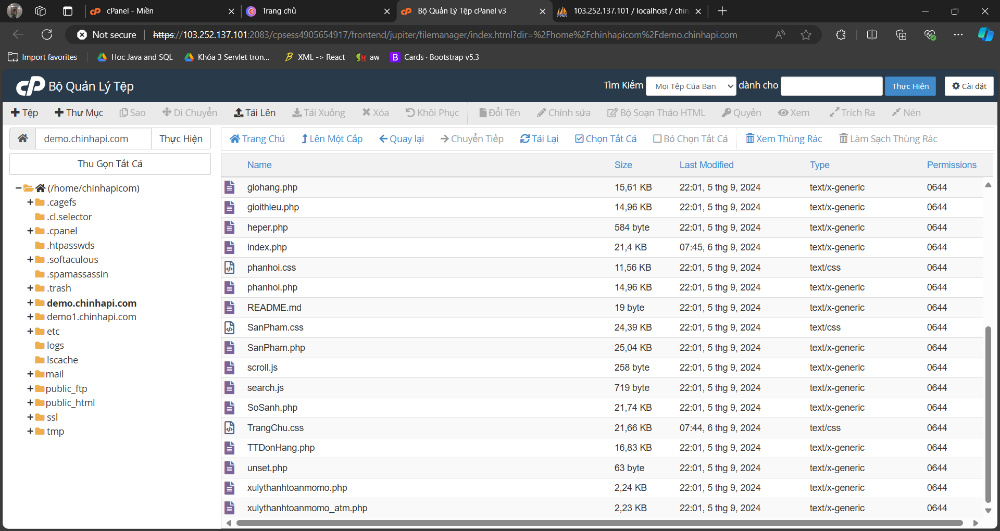 cPanel - Miền
Trang chủ
Bộ Quản Lý Tệp cPanel v3
103.252.137.101 / localhost / chin
Not secure
https://103.252.137.101:2083/cpsess4905654917/frontend/jupiter/filemanager/index.html?dir=%2Fhome%2Fchinhapicom%2Fdemo.chinhapi.com
Import favorites
Hoc Java and SQL
Khóa 3 Servlet tron...
XML -> React
aw
B Cards · Bootstrap v5.3
cP Bộ Quản Lý Tệp
Tìm Kiếm Mọi Tệp Của Bạn dành cho Thực Hiện Cài đặt
Tệp Thư Mục Sao Di Chuyển Tải Lên Tải Xuống Xóa Khôi Phục Đổi Tên Chỉnh sửa Bộ Soạn Thảo HTML Quyền Xem Trích Ra Nén
demo.chinhapi.com Thực Hiện
Thu Gọn Tất Cả
(/home/chinhapicom)
.cagefs
.cl.selector
.cpanel
.htpasswds
.softaculous
.spamassassin
.trash
demo.chinhapi.com
demo1.chinhapi.com
etc
logs
lscache
mail
public_ftp
public_html
ssl
tmp
Trang Chủ Lên Một Cấp Quay lại Chuyển Tiếp Tải Lại Chọn Tất Cả Bỏ Chọn Tất Cả Xem Thùng Rác Làm Sạch Thùng Rác
Name Size Last Modified Type Permissions
giohang.php 15,61 KB 22:01, 5 thg 9, 2024 text/x-generic 0644
gioithieu.php 14,96 KB 22:01, 5 thg 9, 2024 text/x-generic 0644
heper.php 584 byte 22:01, 5 thg 9, 2024 text/x-generic 0644
index.php 21,4 KB 07:45, 6 thg 9, 2024 text/x-generic 0644
phanhoi.css 11,56 KB 22:01, 5 thg 9, 2024 text/css 0644
phanhoi.php 14,96 KB 22:01, 5 thg 9, 2024 text/x-generic 0644
README.md 19 byte 22:01, 5 thg 9, 2024 text/x-generic 0644
SanPham.css 24,39 KB 22:01, 5 thg 9, 2024 text/css 0644
SanPham.php 25,04 KB 22:01, 5 thg 9, 2024 text/x-generic 0644
scroll.js 258 byte 22:01, 5 thg 9, 2024 text/x-generic 0644
search.js 719 byte 22:01, 5 thg 9, 2024 text/x-generic 0644
SoSanh.php 21,74 KB 22:01, 5 thg 9, 2024 text/x-generic 0644
TrangChu.css 21,66 KB 07:44, 6 thg 9, 2024 text/css 0644
TTDonHang.php 16,83 KB 22:01, 5 thg 9, 2024 text/x-generic 0644
unset.php 63 byte 22:01, 5 thg 9, 2024 text/x-generic 0644
xulythanhtoanmomo.php 2,24 KB 22:01, 5 thg 9, 2024 text/x-generic 0644
xulythanhtoanmomo_atm.php 2,23 KB 22:01, 5 thg 9, 2024 text/x-generic 0644